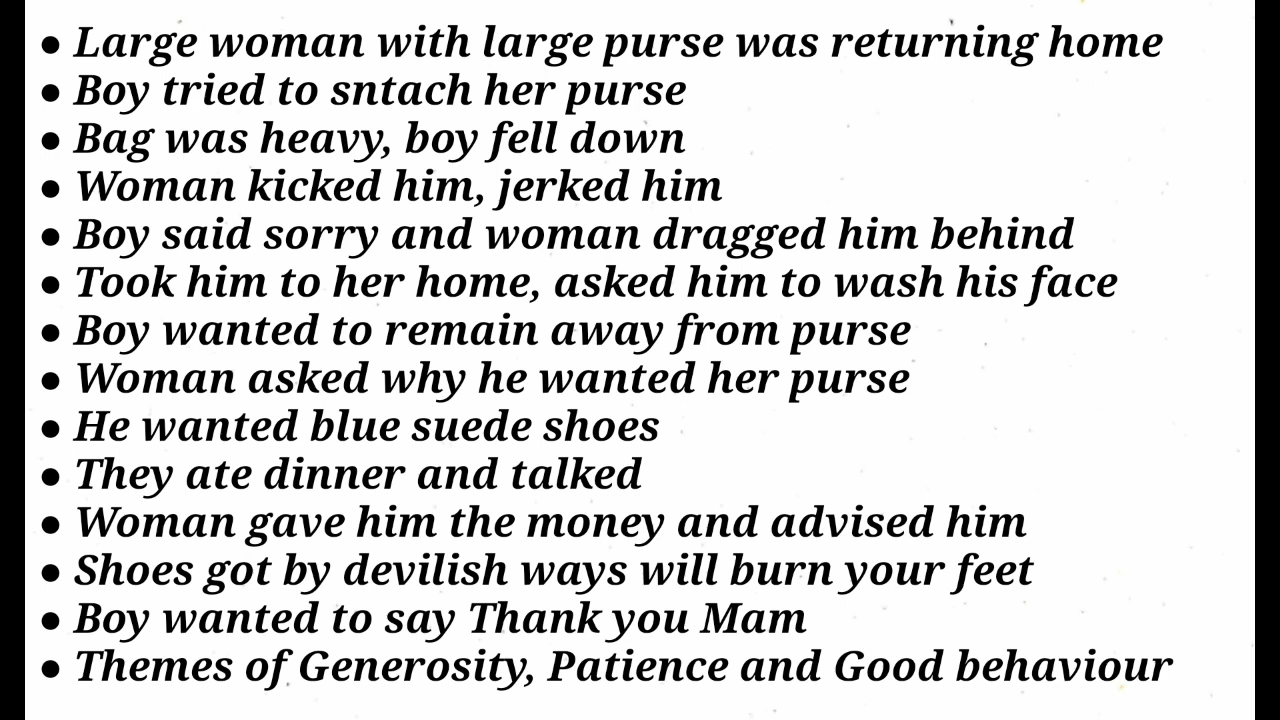 ● Large woman with large purse was returning home
● Boy tried to sntach her purse
● Bag was heavy, boy fell down
● Woman kicked him, jerked him
● Boy said sorry and woman dragged him behind
● Took him to her home, asked him to wash his face
● Boy wanted to remain away from purse
● Woman asked why he wanted her purse
● He wanted blue suede shoes
● They ate dinner and talked
● Woman gave him the money and advised him
● Shoes got by devilish ways will burn your feet
● Boy wanted to say Thank you Mam
● Themes of Generosity, Patience and Good behaviour